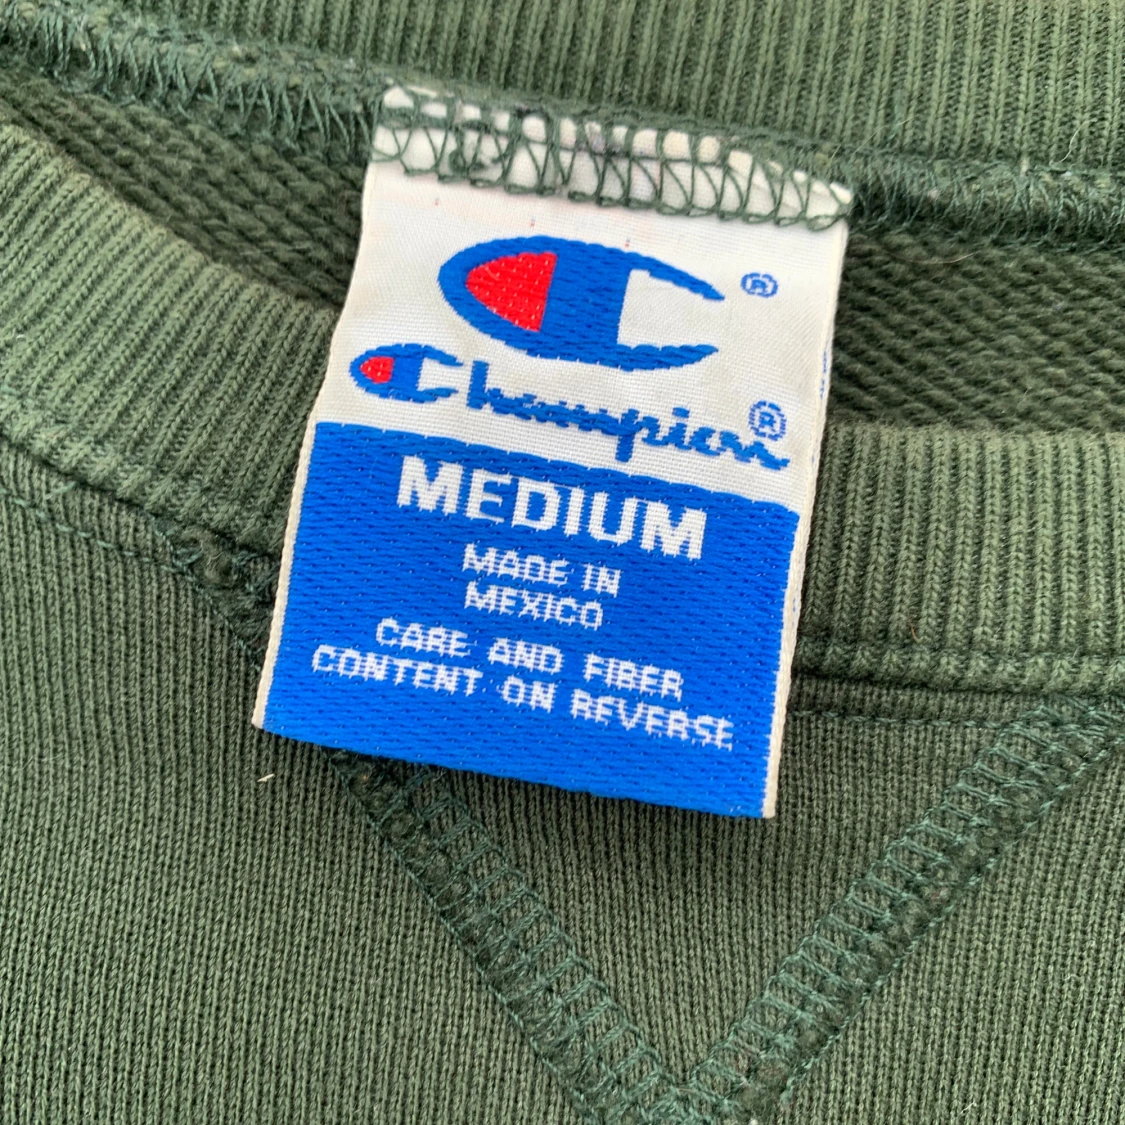 ®
Champion®
MEDIUM
MADE IN
MEXICO
CARE AND FIBER
CONTENT ON REVERSE